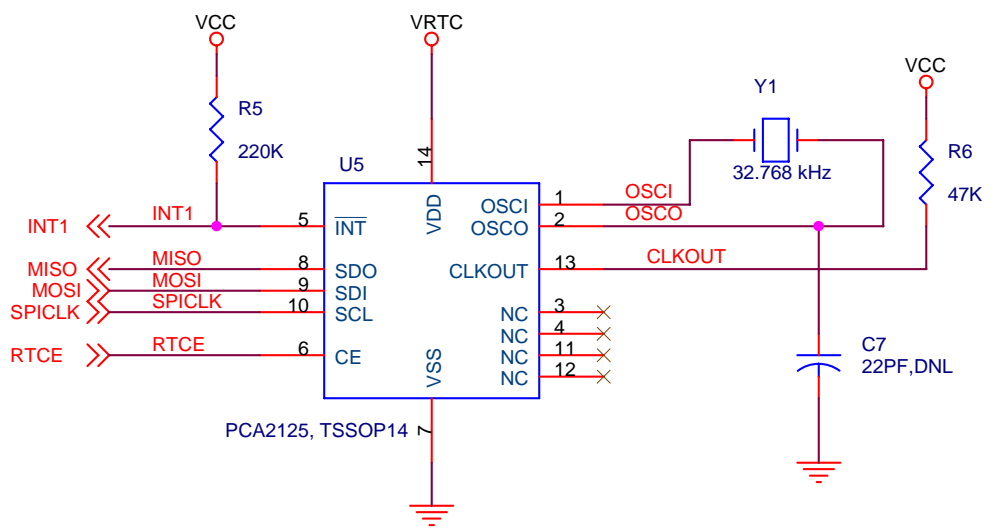 VCC
VRTC
VCC
Y1
R5
220K
R6
47K
32.768 kHz
U5
14
VDD
1
OSCI
OSCI
2
OSCO
OSCO
INT1
INT1
5
INT
MISO
MISO
8
SDO
CLKOUT
13
CLKOUT
MOSI
MOSI
9
SDI
SPICLK
SPICLK
10
SCL
NC
3
NC
4
RTCE
RTCE
6
CE
VSS
NC
11
NC
12
C7
22PF,DNL
PCA2125, TSSOP14
7